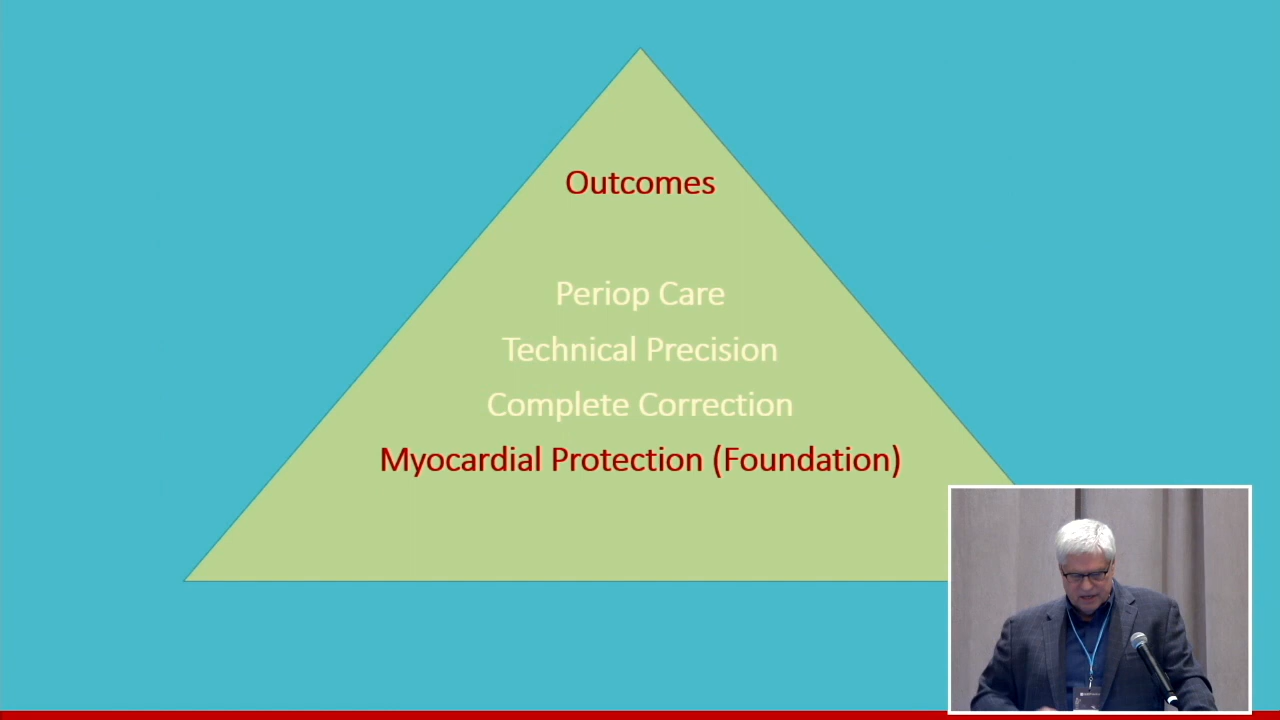 Outcomes
Periop Care
Technical Precision
Complete Correction
Myocardial Protection (Foundation)